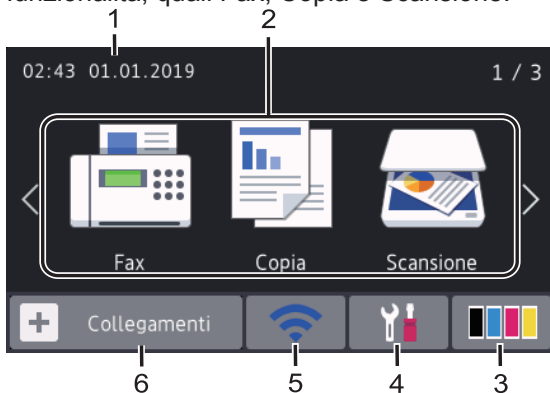 funzionalità, quali Fax, Copia e Scansione.
1 2
02:43 01.01.2019 1 / 3
Fax Copia Scansione
Collegamenti
6 5 4 3